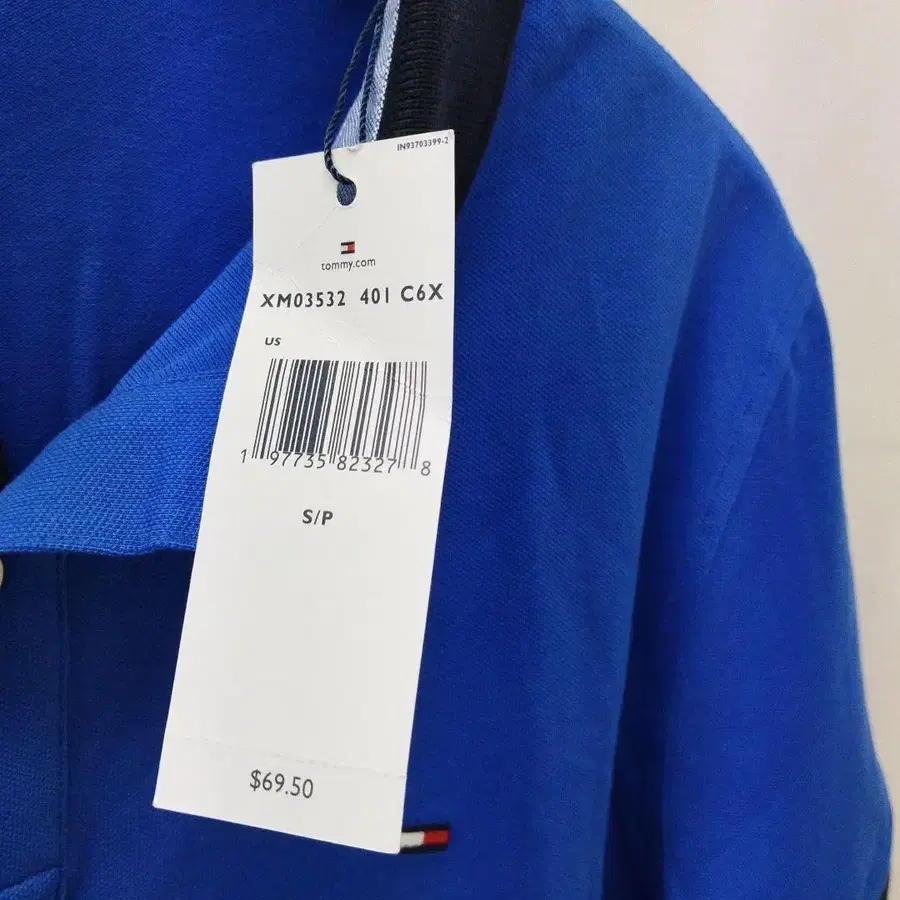 IN93703399-2
tommy.com
XM03532 401 C6X
US
1 97735 82327 8
S/P
$69.50